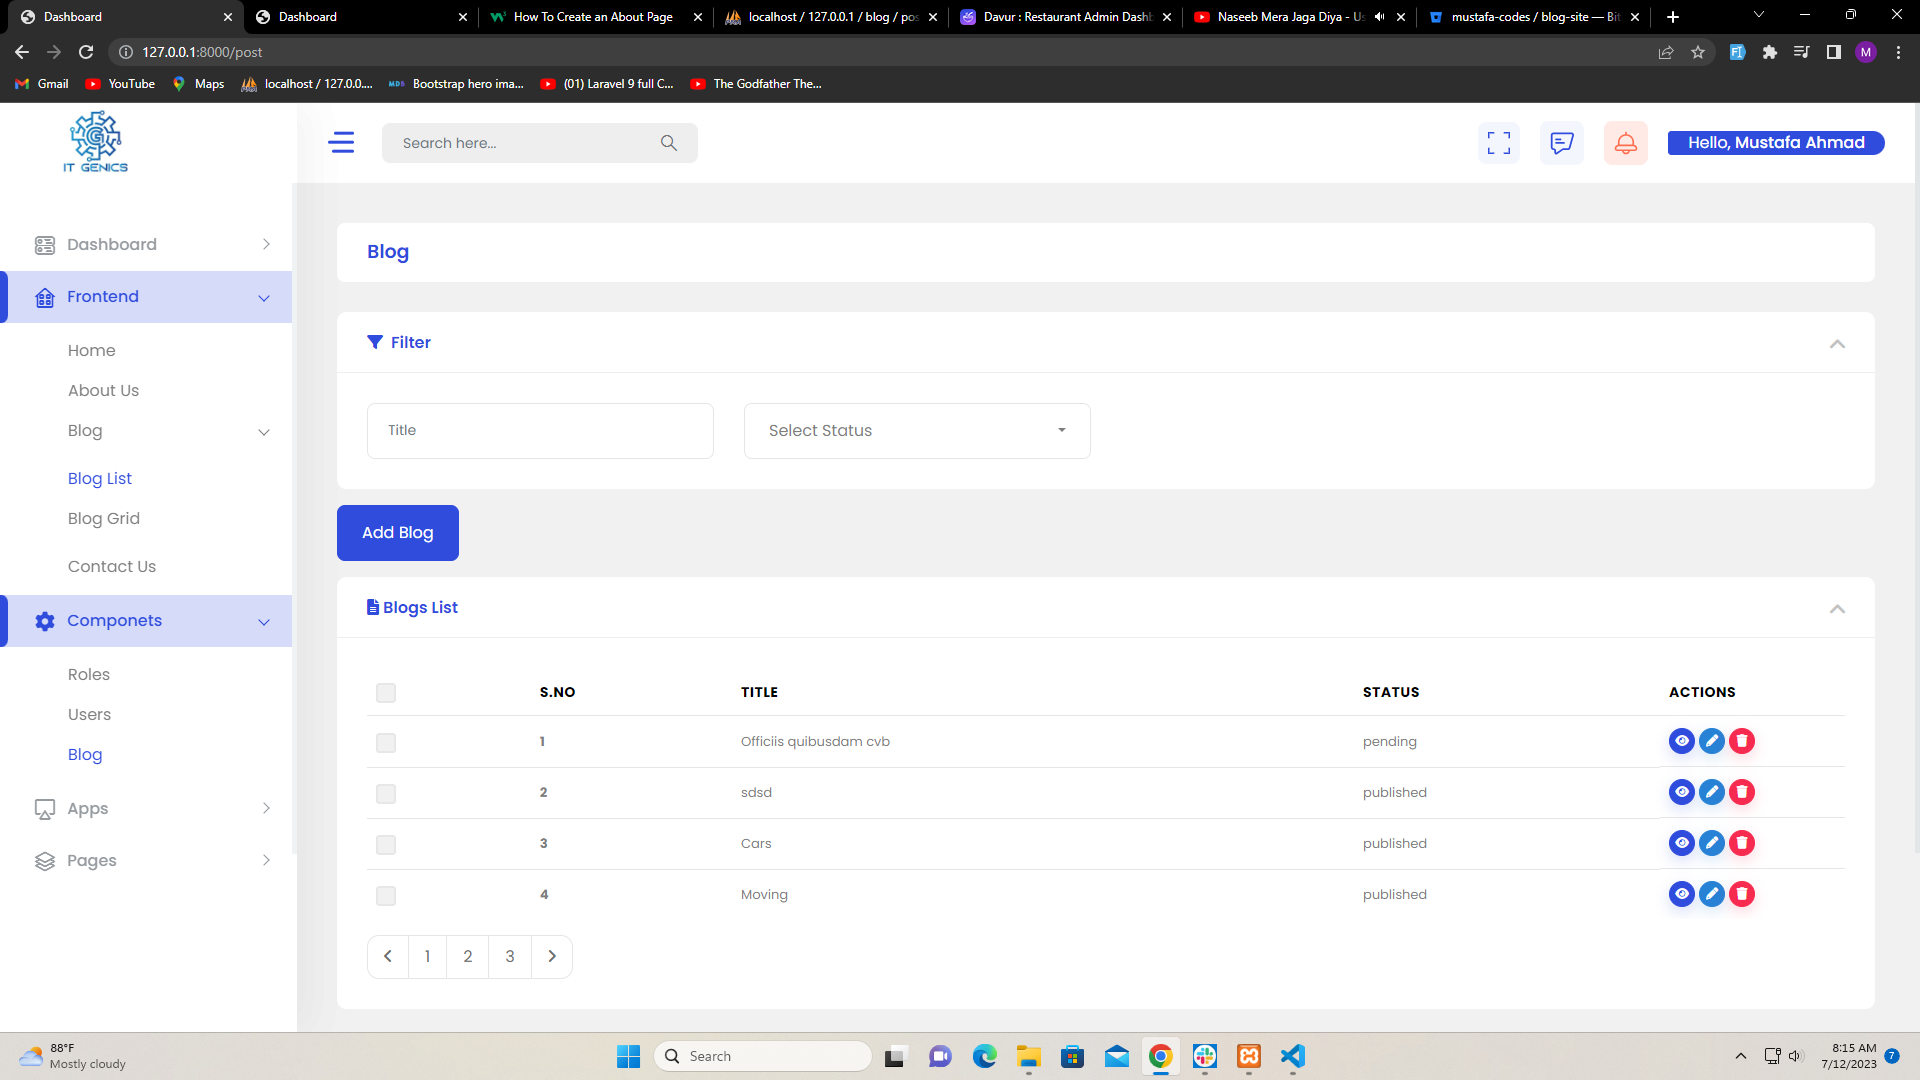 Dashboard
Dashboard
How To Create an About Page
localhost / 127.0.0.1 / blog / pos
Davur : Restaurant Admin Dashb
Naseeb Mera Jaga Diya - Us
mustafa-codes / blog-site — Bit
127.0.0.1:8000/post
M
Gmail
YouTube
Maps
localhost / 127.0.0....
MDB
Bootstrap hero ima...
(01) Laravel 9 full C...
The Godfather The...
IT GENICS
Search here...
Hello, Mustafa Ahmad
Dashboard
Frontend
Home
About Us
Blog
Blog List
Blog Grid
Contact Us
Componets
Roles
Users
Blog
Apps
Pages
Blog
Filter
Title
Select Status
Add Blog
Blogs List
S.NO TITLE STATUS ACTIONS
1 Officiis quibusdam cvb pending
2 sdsd published
3 Cars published
4 Moving published
1 2 3
88°F
Mostly cloudy
Search
8:15 AM
7/12/2023
7